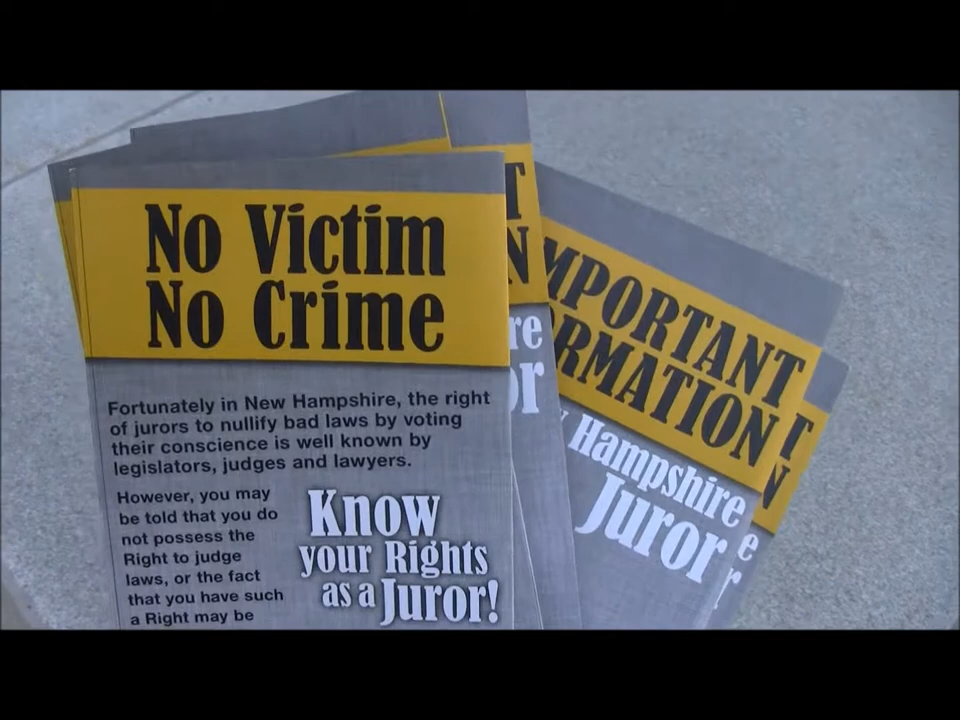 No Victim
No Crime
Fortunately in New Hampshire, the right
of jurors to nullify bad laws by voting
their conscience is well known by
legislators, judges and lawyers.
However, you may
be told that you do
not possess the
Right to judge
laws, or the fact
that you have such
a Right may be
Know
your Rights
as a Juror!
T
N
re
or
MPORTANT
RMATION
Hampshire
Juror
T
N
e
r